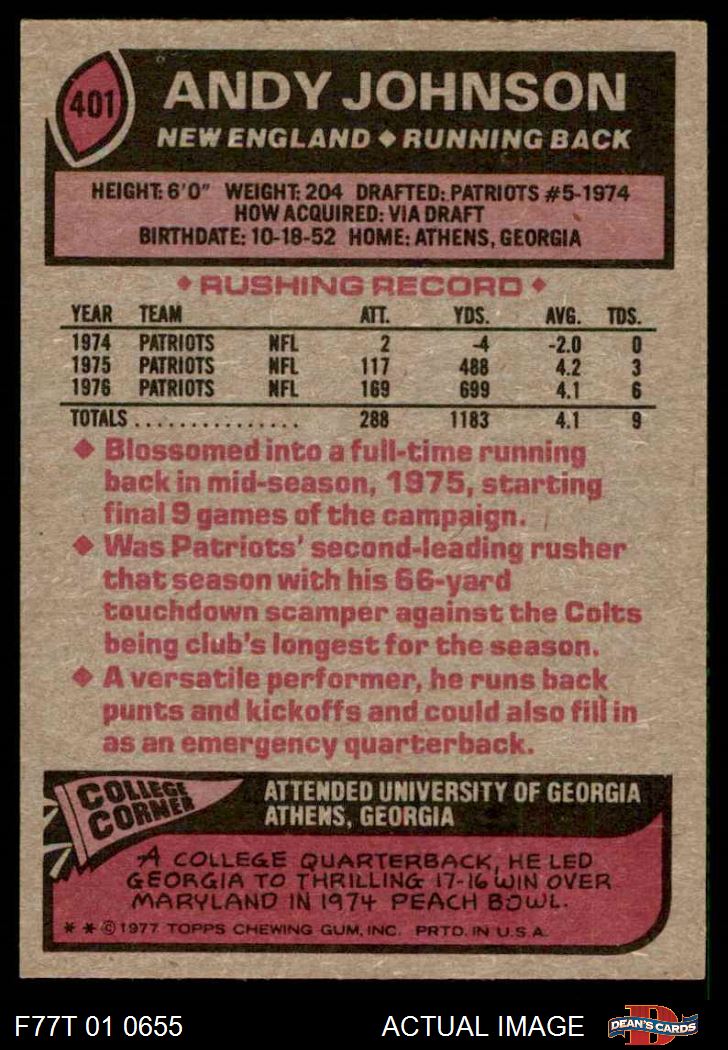 401
ANDY JOHNSON
NEW ENGLAND ◆ RUNNING BACK
HEIGHT: 6'0" WEIGHT: 204 DRAFTED: PATRIOTS #5-1974
HOW ACQUIRED: VIA DRAFT
BIRTHDATE: 10-18-52 HOME: ATHENS, GEORGIA
◆ RUSHING RECORD ◆
YEAR TEAM ATT. YDS. AVG. TDS.
1974 PATRIOTS NFL 2 -4 -2.0 0
1975 PATRIOTS NFL 117 488 4.2 3
1976 PATRIOTS NFL 169 699 4.1 6
TOTALS . . . . . . . . . . . . . . . 288 1183 4.1 9
◆ Blossomed into a full-time running
back in mid-season, 1975, starting
final 9 games of the campaign.
◆ Was Patriots' second-leading rusher
that season with his 66-yard
touchdown scamper against the Colts
being club's longest for the season.
◆ A versatile performer, he runs back
punts and kickoffs and could also fill in
as an emergency quarterback.
COLLEGE
CORNER
ATTENDED UNIVERSITY OF GEORGIA
ATHENS, GEORGIA
A COLLEGE QUARTERBACK, HE LED
GEORGIA TO THRILLING 17-16 WIN OVER
MARYLAND IN 1974 PEACH BOWL.
* * © 1977 TOPPS CHEWING GUM, INC. PRTD. IN U.S.A.
F77T 01 0655
ACTUAL IMAGE
D
DEAN'S CARDS